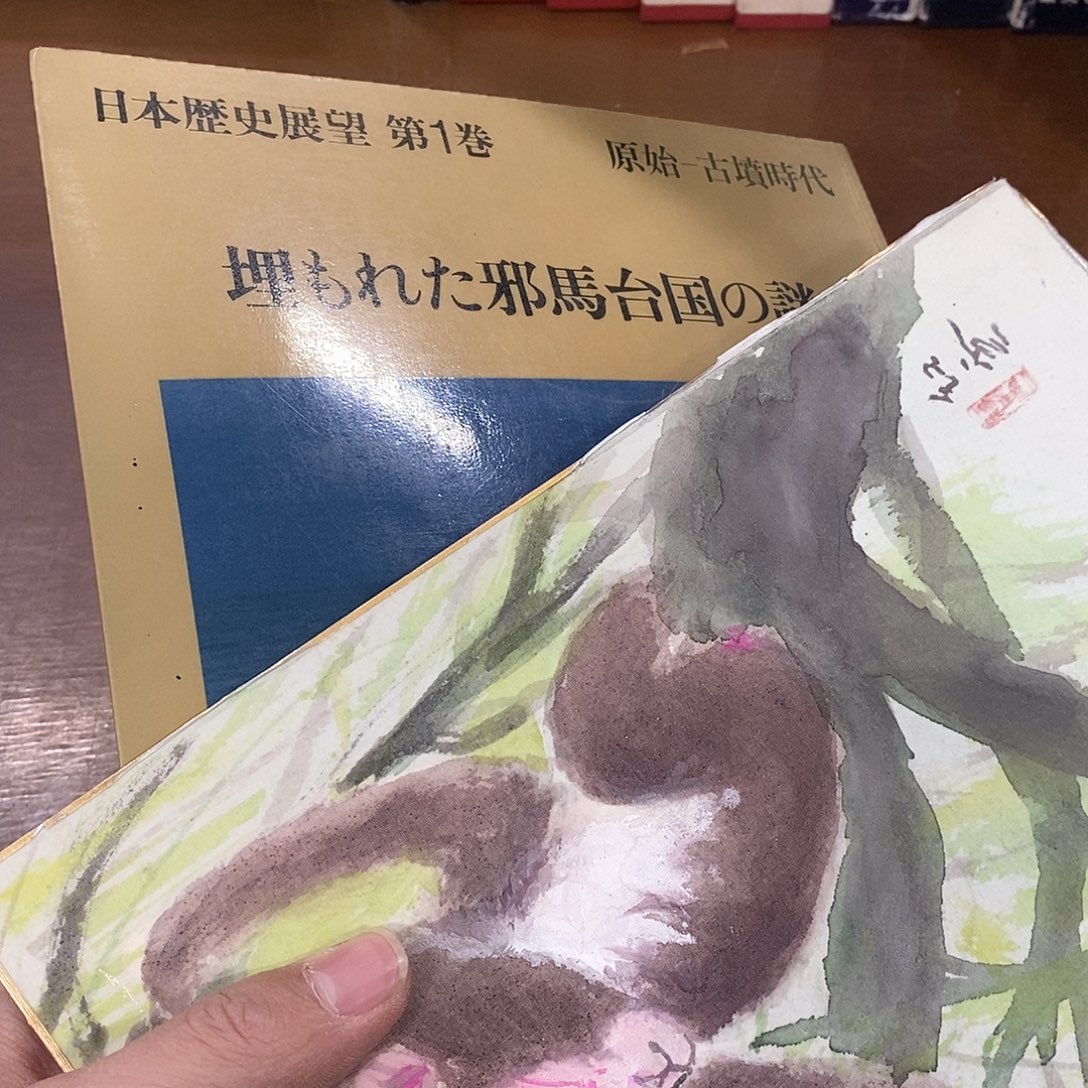 日本歴史展望 第1巻
原始–古墳時代
埋もれた邪馬台国の謎